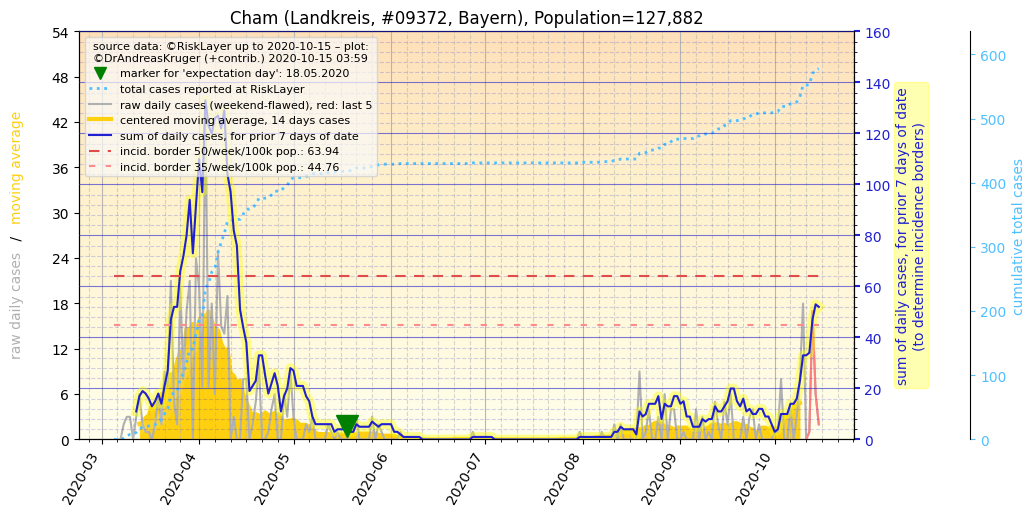 Cham (Landkreis, #09372, Bayern), Population=127,882
source data: ©RiskLayer up to 2020-10-15 – plot:
©DrAndreasKruger (+contrib.) 2020-10-15 03:59
marker for 'expectation day': 18.05.2020
total cases reported at RiskLayer
raw daily cases (weekend-flawed), red: last 5
centered moving average, 14 days cases
sum of daily cases, for prior 7 days of date
incid. border 50/week/100k pop.: 63.94
incid. border 35/week/100k pop.: 44.76
raw daily cases / moving average
54
48
42
36
30
24
18
12
6
0
2020-03
2020-04
2020-05
2020-06
2020-07
2020-08
2020-09
2020-10
160
140
120
100
80
60
40
20
0
sum of daily cases, for prior 7 days of date
(to determine incidence borders)
600
500
400
300
200
100
0
cumulative total cases